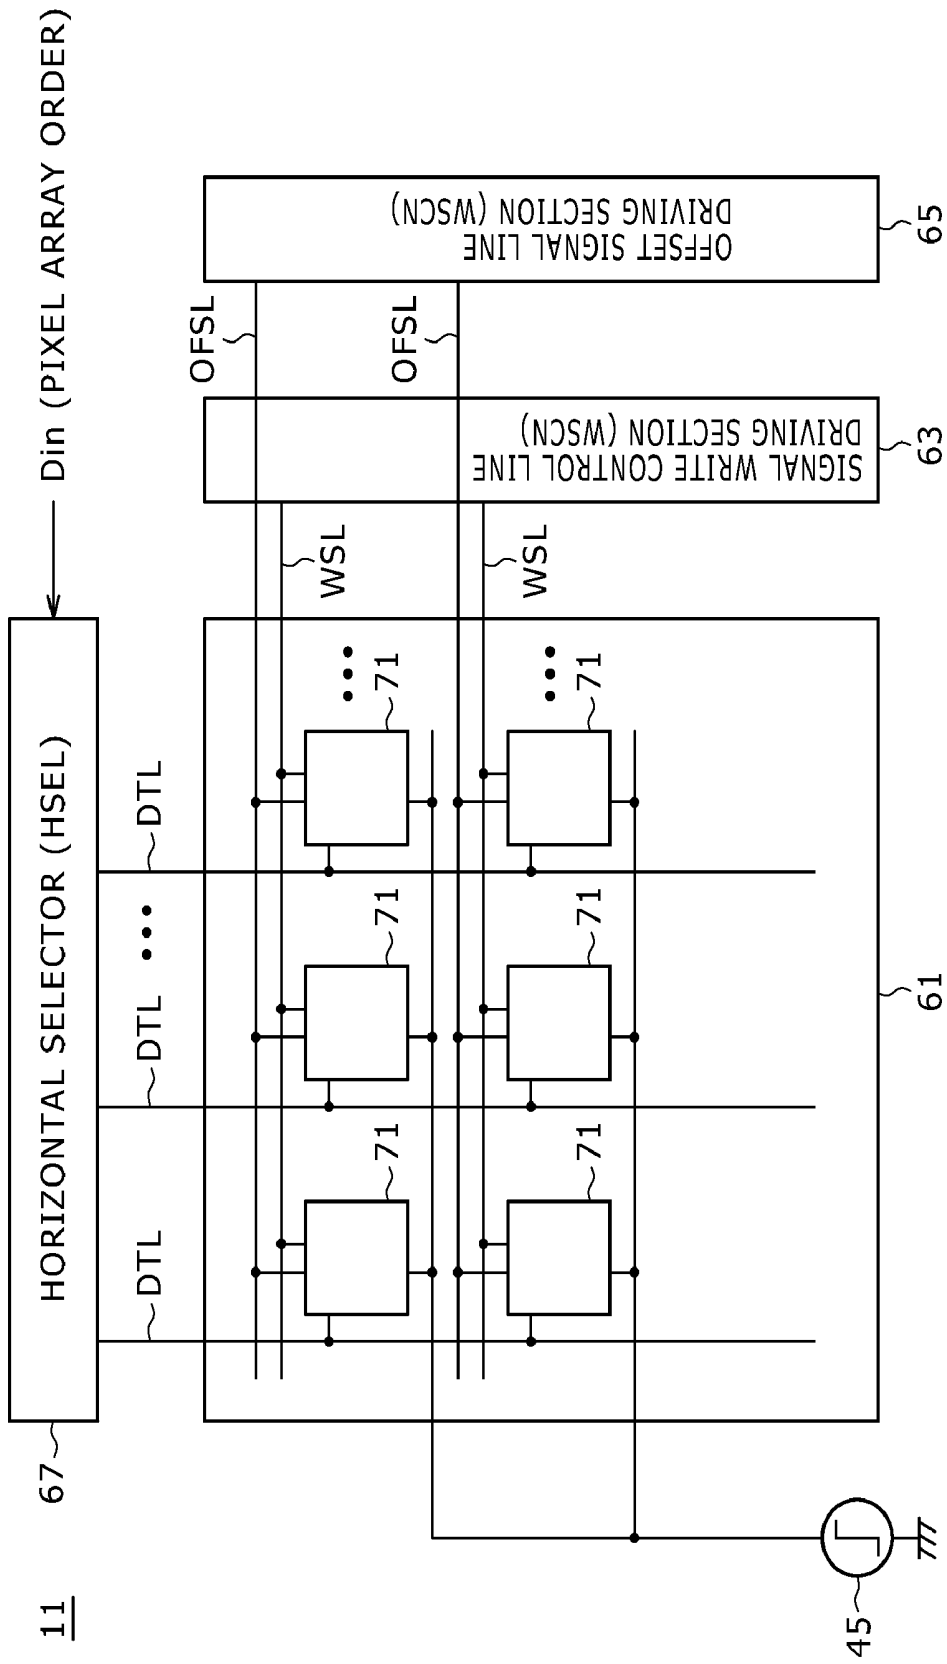 11
67
HORIZONTAL SELECTOR (HSEL)
Din (PIXEL ARRAY ORDER)
DTL
DTL
•••
DTL
OFSL
WSL
OFSL
WSL
71
71
71
•••
71
71
71
•••
SIGNAL WRITE CONTROL LINE
DRIVING SECTION (WSCN)
OFFSET SIGNAL LINE
DRIVING SECTION (WSCN)
45
61
63
65